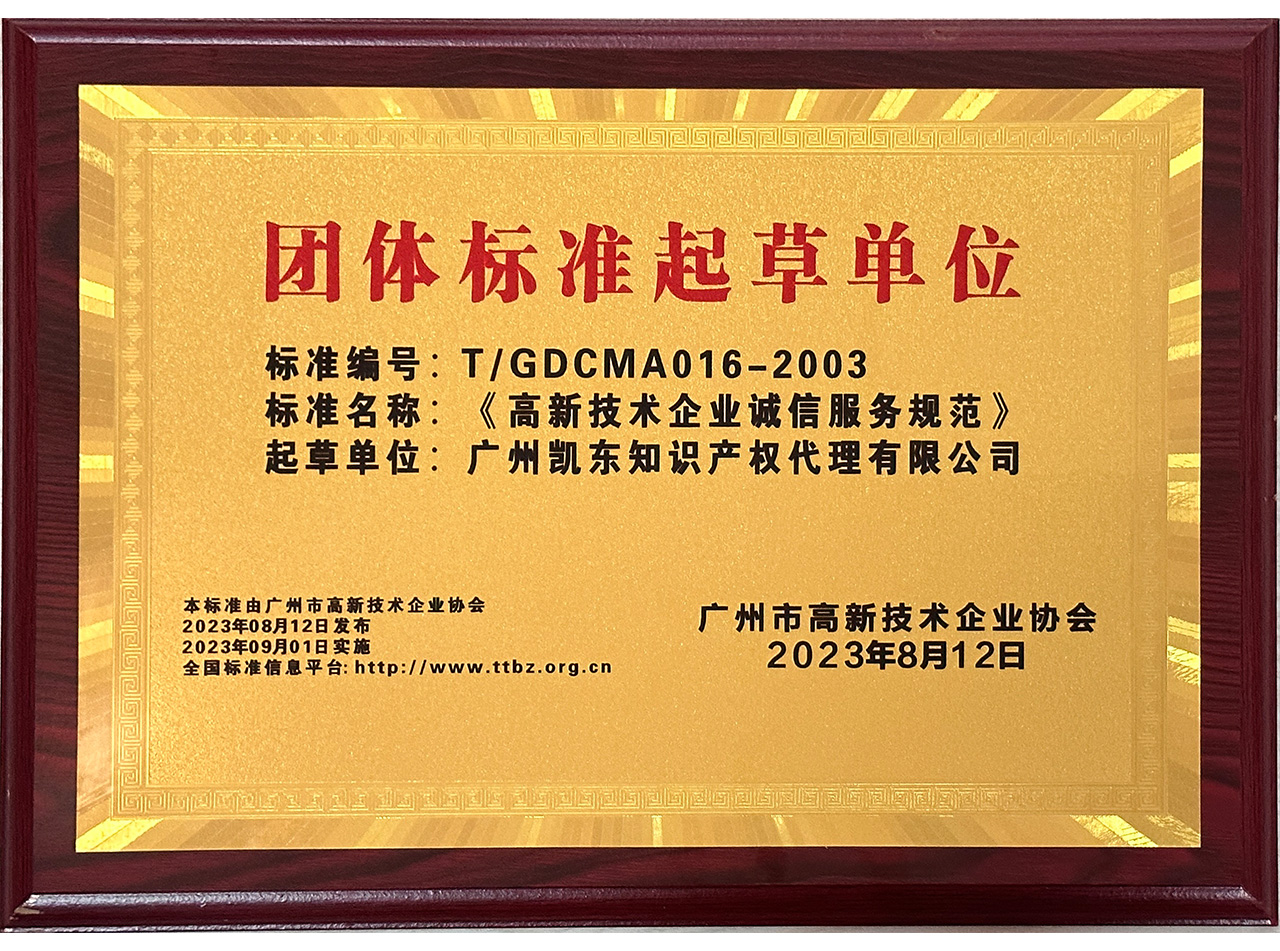 团体标准起草单位
标准编号：T/GDCMA016-2003
标准名称：《高新技术企业诚信服务规范》
起草单位：广州凯东知识产权代理有限公司
本标准由广州市高新技术企业协会
2023年08月12日发布
2023年09月01日实施
全国标准信息平台:http://www.ttbz.org.cn
广州市高新技术企业协会
2023年8月12日